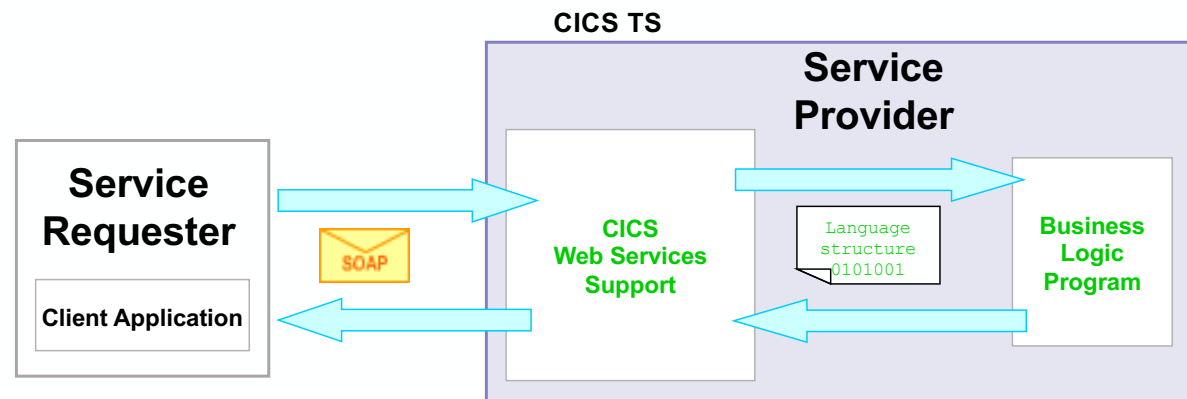 CICS TS
Service
Provider
Service
Requester
Client Application
SOAP
CICS
Web Services
Support
Language
structure
0101001
Business
Logic
Program